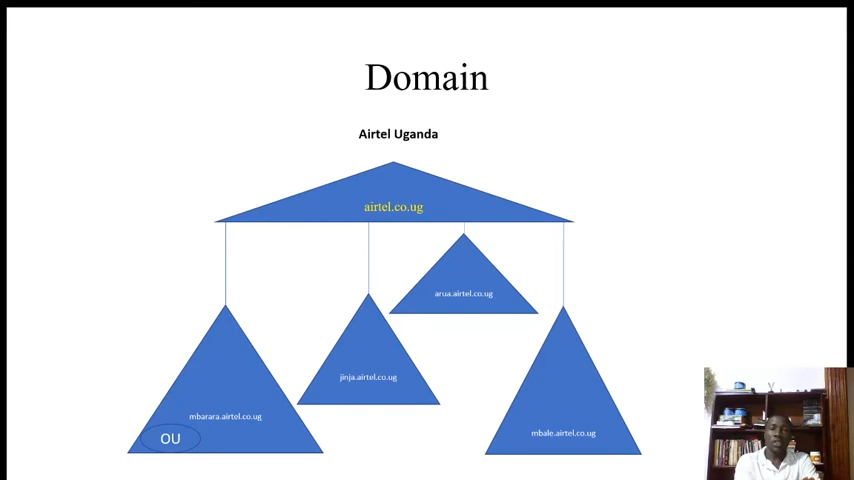 Domain
Airtel Uganda
airtel.co.ug
arua.airtel.co.ug
jinja.airtel.co.ug
mbarara.airtel.co.ug
mbale.airtel.co.ug
OU